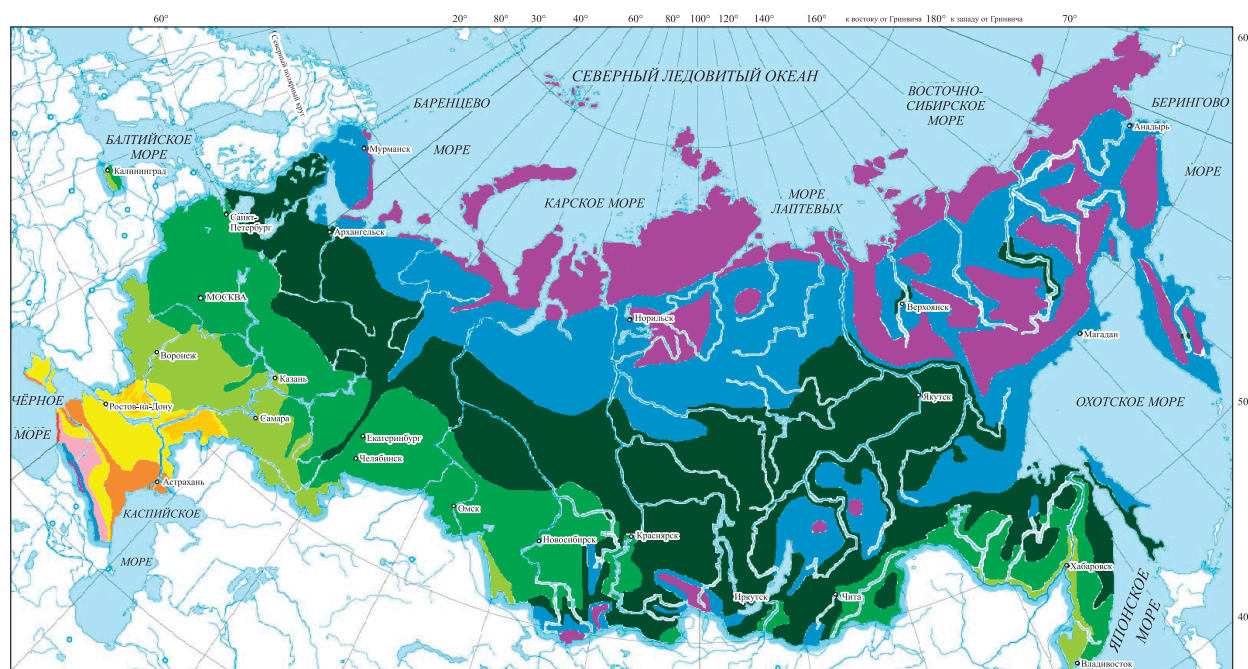 60° 20° 80° 30° 40° 60° 80° 100° 120° 140° 160° к востоку от Гринвича 180° к западу от Гринвича 70°
60
Северный полярный круг
СЕВЕРНЫЙ ЛЕДОВИТЫЙ ОКЕАН
БАРЕНЦЕВО
МОРЕ
ВОСТОЧНО-
СИБИРСКОЕ
МОРЕ
БЕРИНГОВО
МОРЕ
БАЛТИЙСКОЕ
МОРЕ
КАРСКОЕ МОРЕ
МОРЕ
ЛАПТЕВЫХ
Анадырь
Мурманск
Калининград
Санкт-
Петербург
Архангельск
МОСКВА
Норильск
Верхоянск
Магадан
Воронеж
Казань
Якутск
ОХОТСКОЕ МОРЕ
50
ЧЁРНОЕ
МОРЕ
Ростов-на-Дону
Самара
Екатеринбург
Челябинск
Астрахань
КАСПИЙСКОЕ
МОРЕ
Омск
Новосибирск
Красноярск
Иркутск
Чита
Хабаровск
ЯПОНСКОЕ
МОРЕ
40
Владивосток